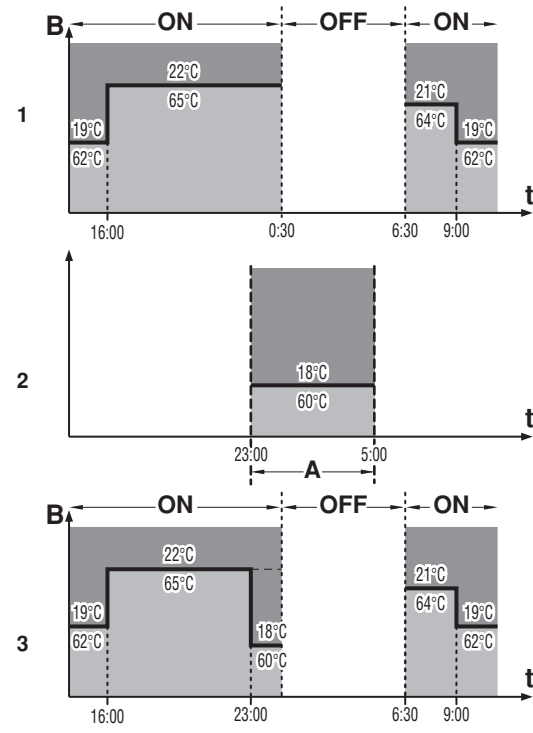 B ON OFF ON
22°C
65°C
21°C
64°C
1
19°C 19°C
62°C 62°C
t
16:00 0:30 6:30 9:00
2
18°C
60°C
t
23:00 5:00
A
B ON OFF ON
22°C
65°C
21°C
64°C
19°C 18°C 19°C
3
62°C 60°C 62°C
t
16:00 23:00 6:30 9:00